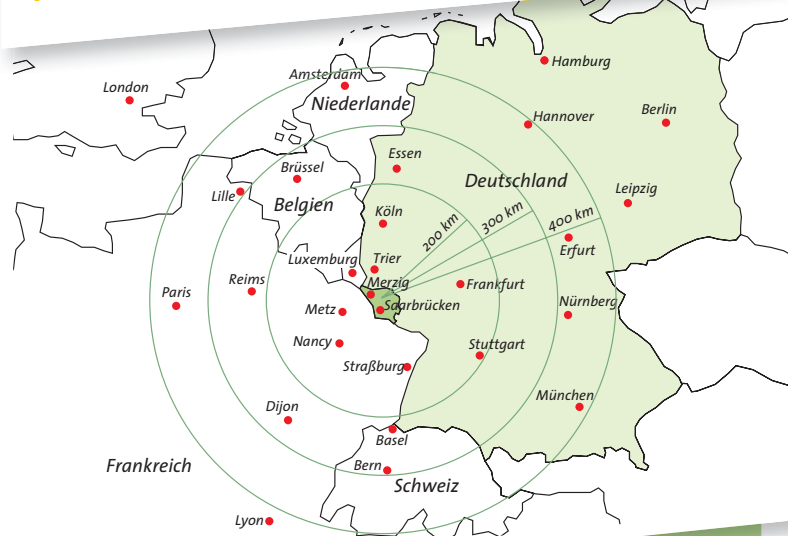 Hamburg
Amsterdam
London
Niederlande
Hannover
Berlin
Essen
Brüssel
Deutschland
Leipzig
Lille
Belgien
Köln
200 km
300 km
400 km
Erfurt
Luxemburg
Trier
Paris
Reims
Merzig
Frankfurt
Metz
Saarbrücken
Nürnberg
Nancy
Stuttgart
Straßburg
München
Dijon
Basel
Frankreich
Bern
Schweiz
Lyon